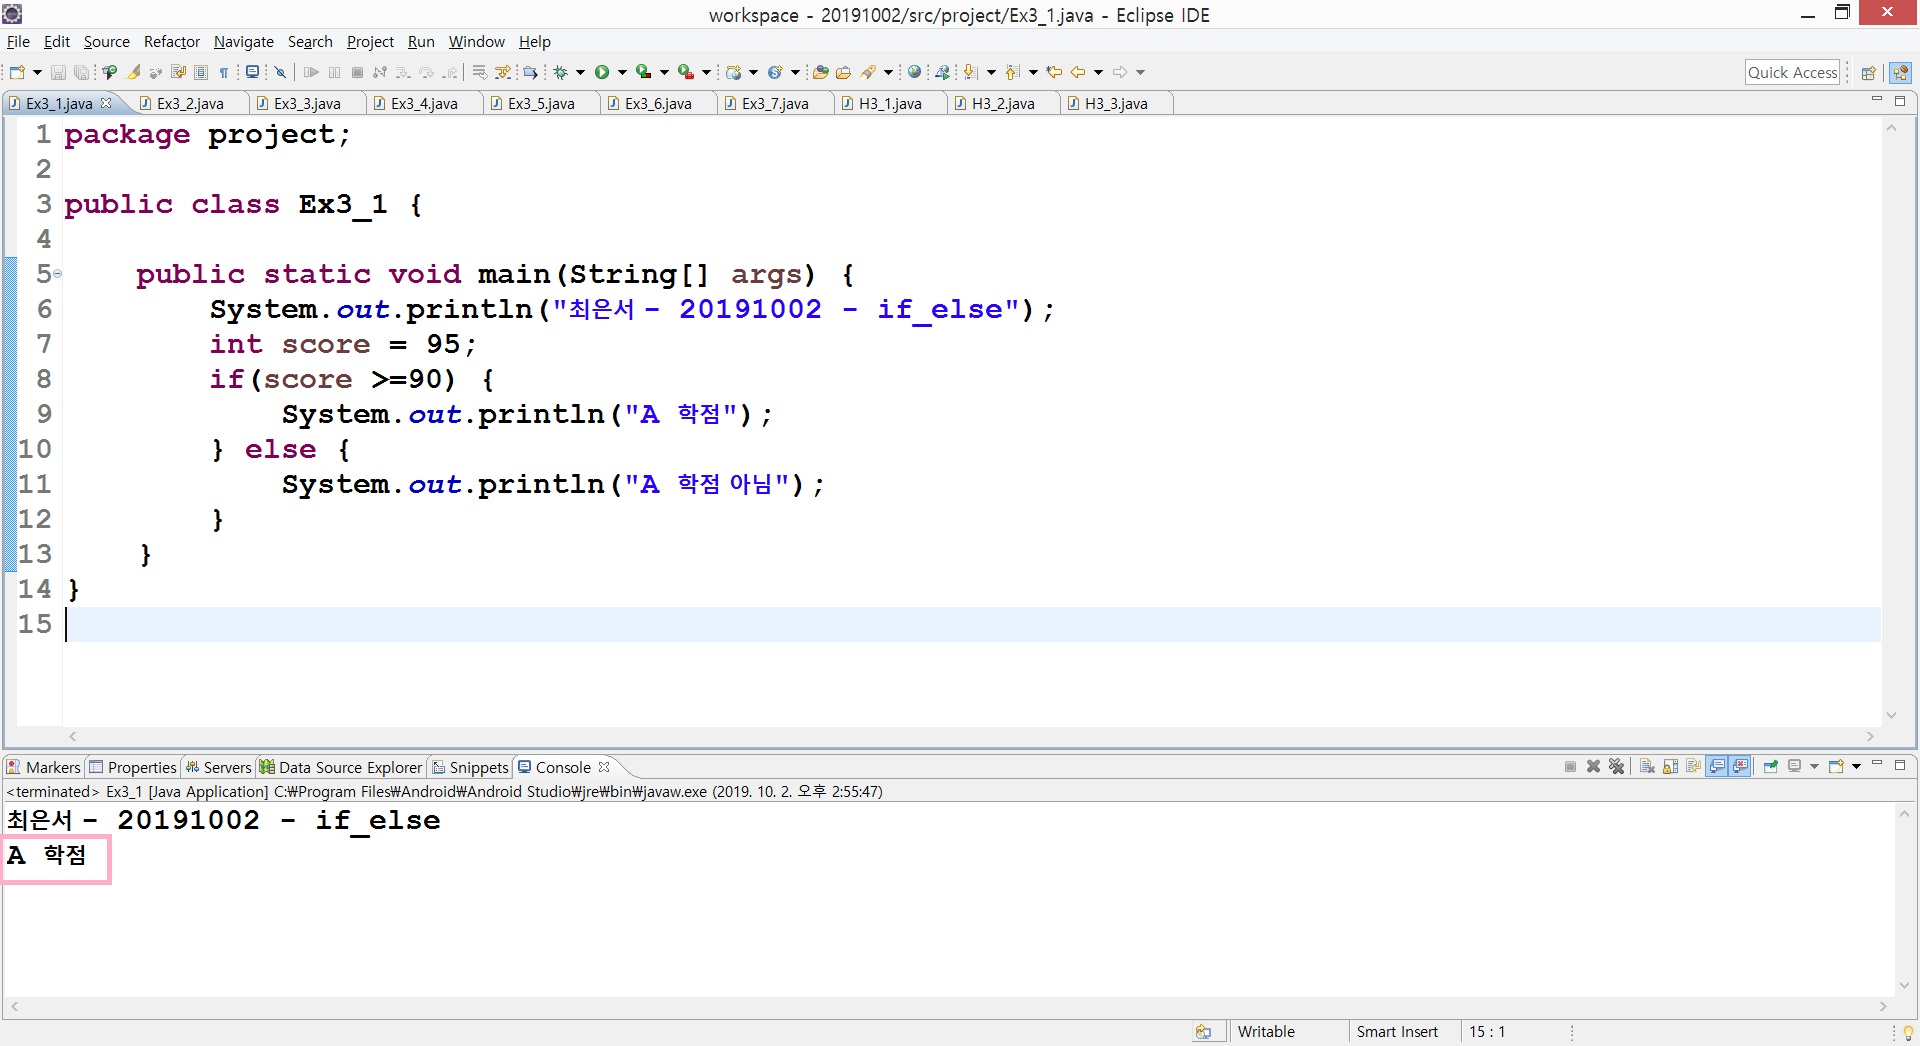 workspace - 20191002/src/project/Ex3_1.java - Eclipse IDE
File Edit Source Refactor Navigate Search Project Run Window Help
Quick Access
Ex3_1.java Ex3_2.java Ex3_3.java Ex3_4.java Ex3_5.java Ex3_6.java Ex3_7.java H3_1.java H3_2.java H3_3.java
1 package project;
2
3 public class Ex3_1 {
4
5 public static void main(String[] args) {
6 System.out.println("최은서 - 20191002 - if_else");
7 int score = 95;
8 if(score >=90) {
9 System.out.println("A 학점");
10 } else {
11 System.out.println("A 학점 아님");
12 }
13 }
14 }
15
Markers Properties Servers Data Source Explorer Snippets Console
<terminated> Ex3_1 [Java Application] C:₩Program Files₩Android₩Android Studio₩jre₩bin₩javaw.exe (2019. 10. 2. 오후 2:55:47)
최은서 - 20191002 - if_else
A 학점
Writable Smart Insert 15 : 1